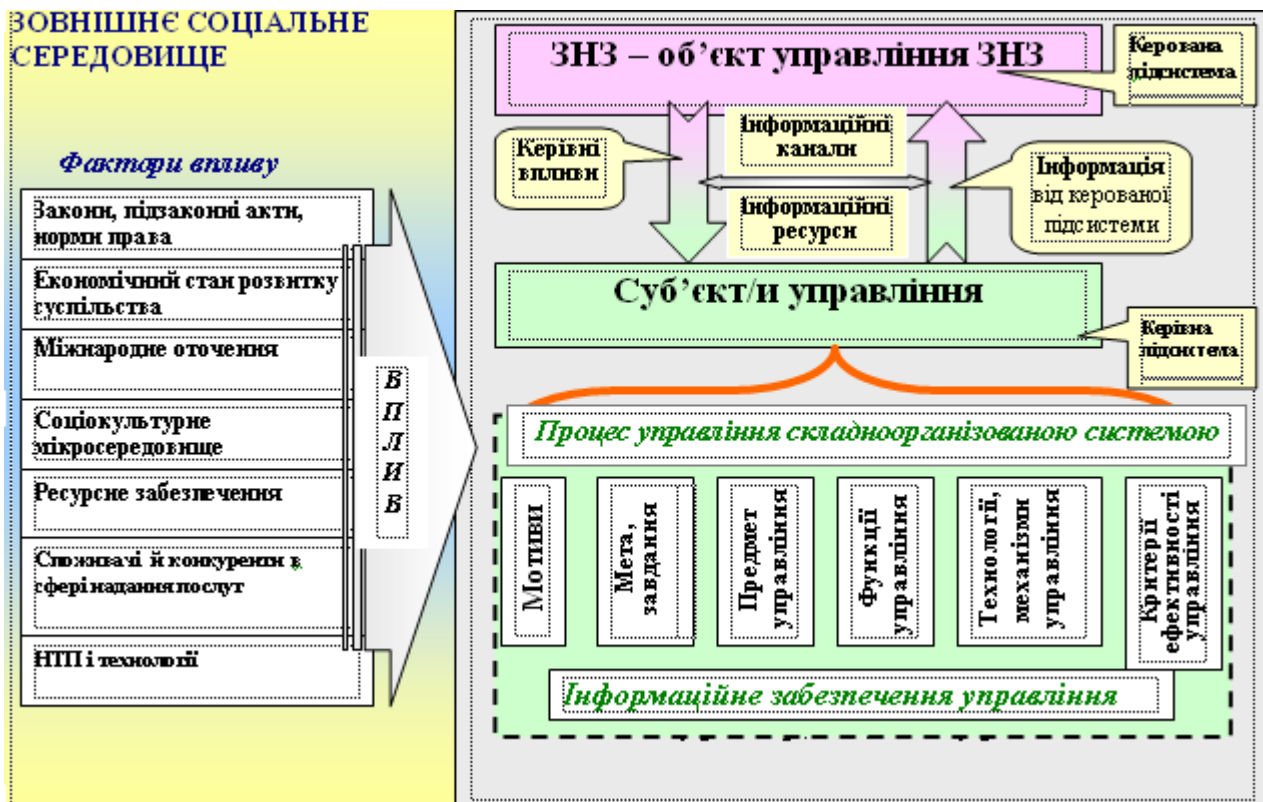 ЗОВНІШНЄ СОЦІАЛЬНЕ
СЕРЕДОВИЩЕ
Фактори впливу
Закони, підзаконні акти,
норми права
Економічний стан розвитку
суспільства
Міжнародне оточення
Соціокультурне
мікросередовище
Ресурсне забезпечення
Споживачі й конкуренти в
сфері надання послуг
НТП і технології
ВПЛИВ
ЗНЗ – об’єкт управління ЗНЗ
Керована
підсистема
Керівні
впливи
Інформаційні
канали
Інформаційні
ресурси
Інформація
від керованої
підсистеми
Суб’єкт/и управління
Керівна
підсистема
Процес управління складноорганізованою системою
Мотиви
Мета,
завдання
Предмет
управління
Функції
управління
Технології,
механізми
управління
Критерії
ефективності
управління
Інформаційне забезпечення управління